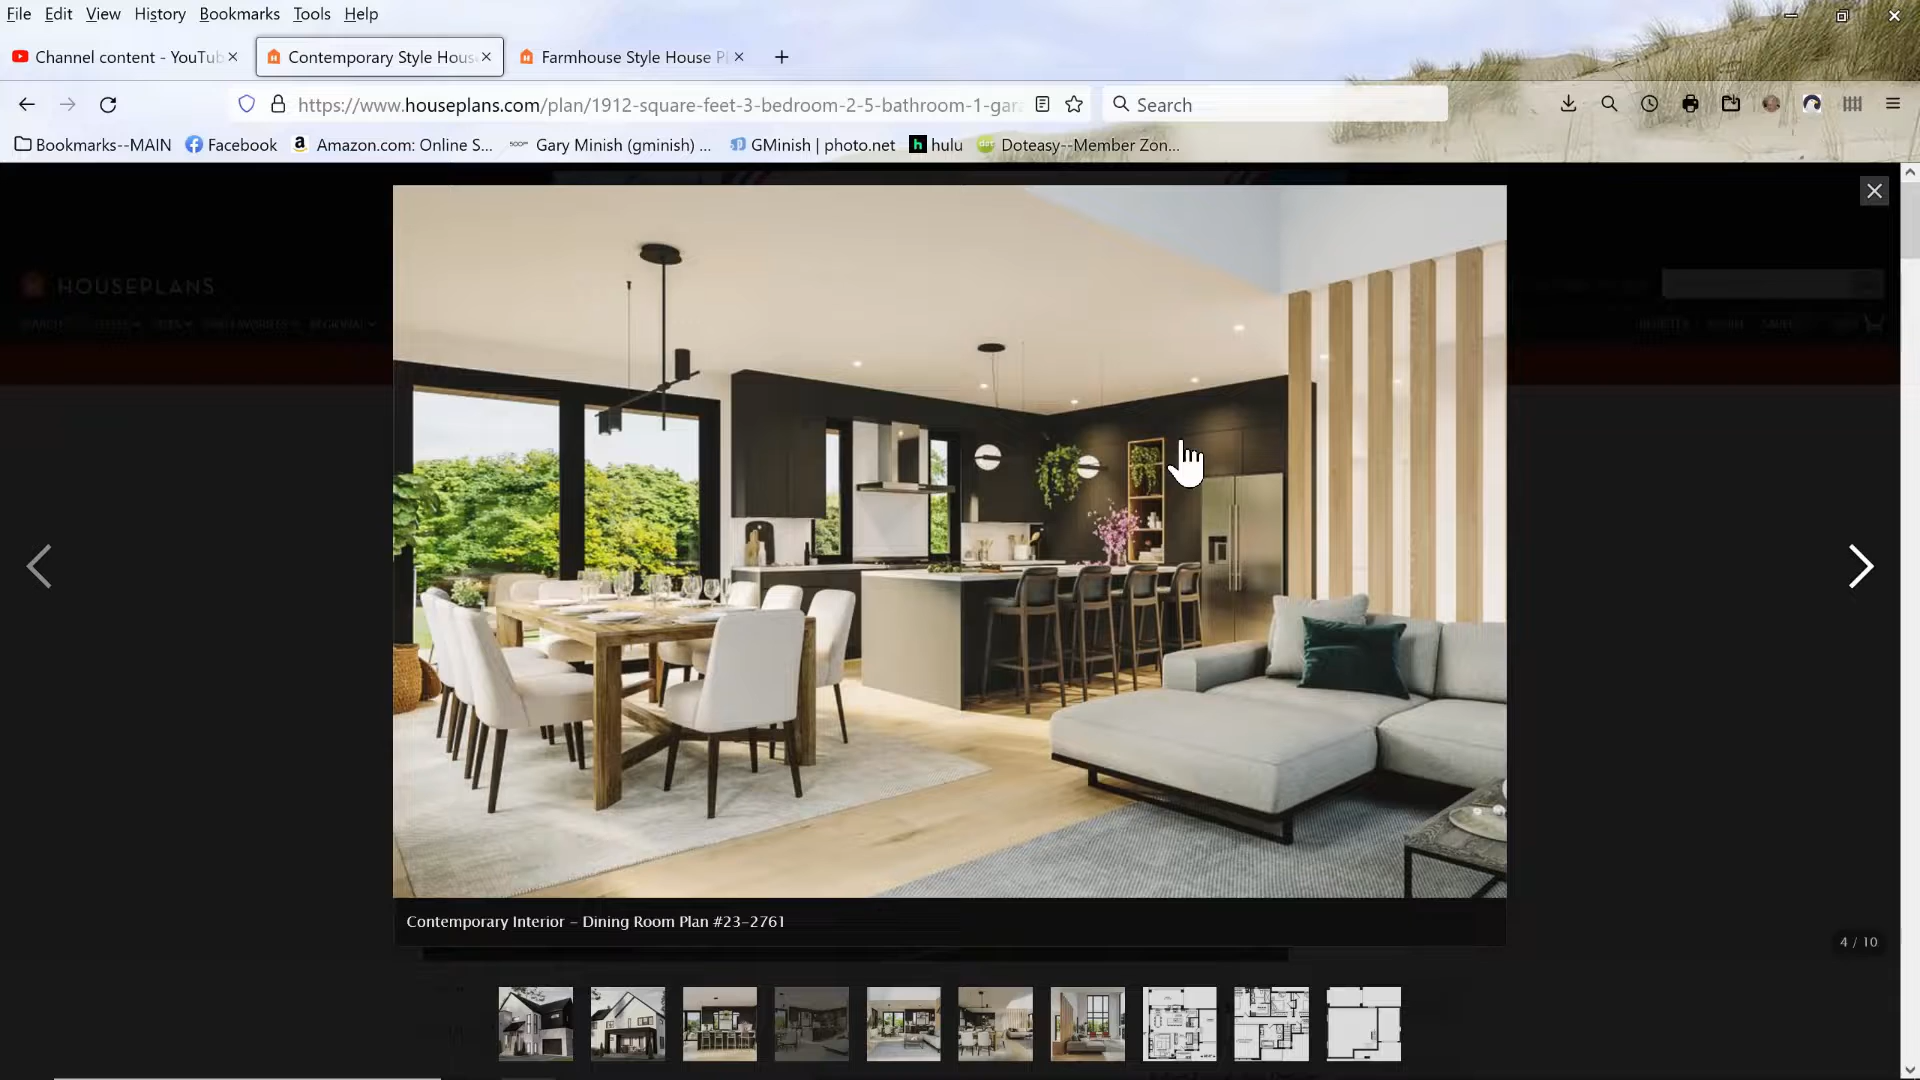 File Edit View History Bookmarks Tools Help
Channel content - YouTub
Contemporary Style Hous
Farmhouse Style House Pl
https://www.houseplans.com/plan/1912-square-feet-3-bedroom-2-5-bathroom-1-gara
Search
Bookmarks--MAIN Facebook Amazon.com: Online S... Gary Minish (gminish) ... GMinish | photo.net hulu Doteasy--Member Zon...
HOUSEPLANS
Contemporary Interior - Dining Room Plan #23-2761
4 / 10